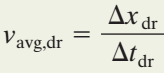 v_avg,dr = Δx_dr / Δt_dr